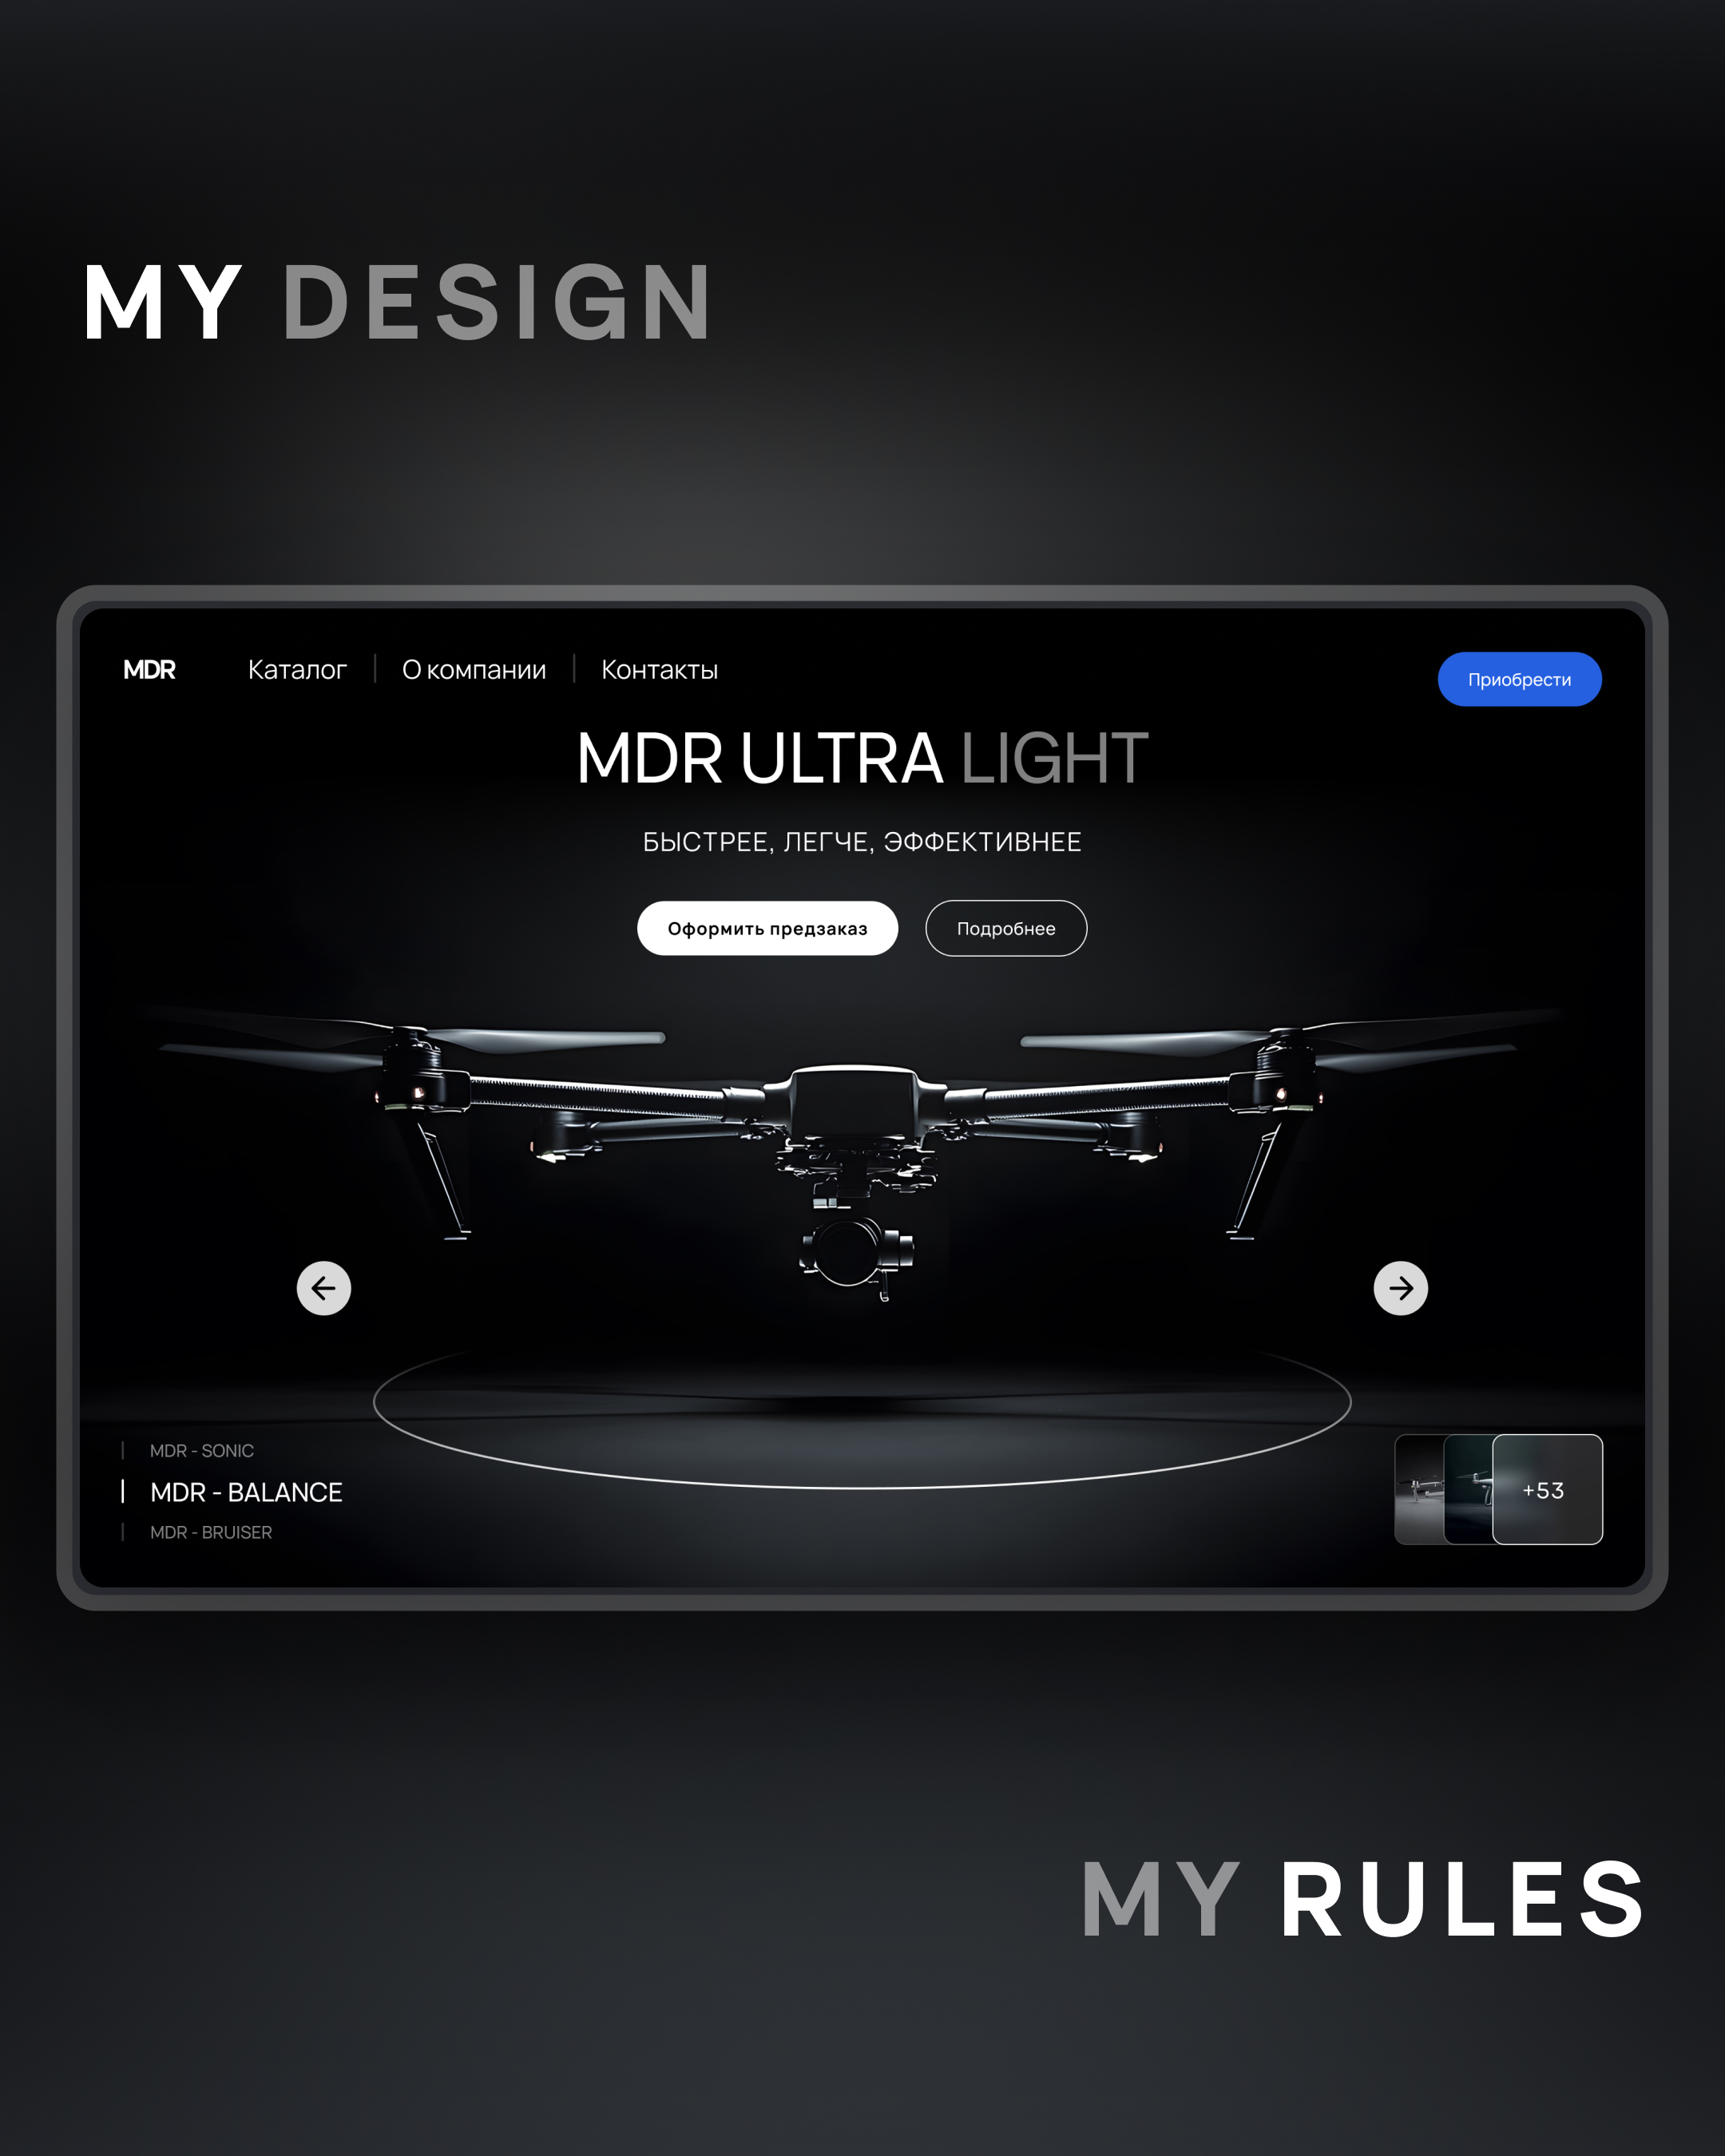 MY DESIGN
MDR Каталог О компании Контакты Приобрести
MDR ULTRA LIGHT
БЫСТРЕЕ, ЛЕГЧЕ, ЭФФЕКТИВНЕЕ
Оформить предзаказ Подробнее
MDR - SONIC
MDR - BALANCE
MDR - BRUISER
+53
MY RULES